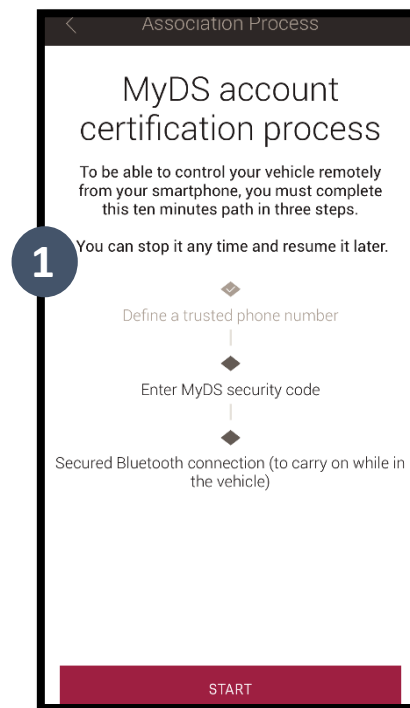 Association Process
MyDS account
certification process
To be able to control your vehicle remotely
from your smartphone, you must complete
this ten minutes path in three steps.
You can stop it any time and resume it later.
1
Define a trusted phone number
Enter MyDS security code
Secured Bluetooth connection (to carry on while in
the vehicle)
START